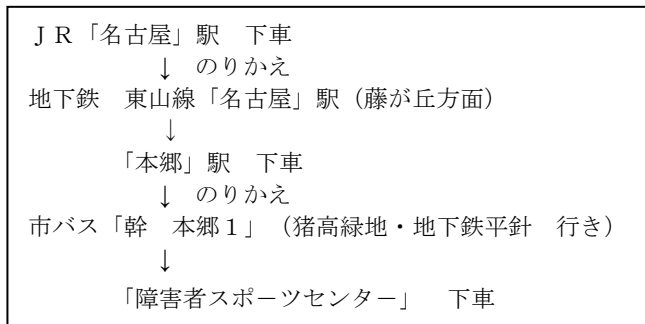 ＪＲ「名古屋」駅　下車
↓　のりかえ
地下鉄　東山線「名古屋」駅（藤が丘方面）
↓
「本郷」駅　下車
↓　のりかえ
市バス「幹　本郷１」（猪高緑地・地下鉄平針　行き）
↓
「障害者スポ－ツセンタ－」　下車